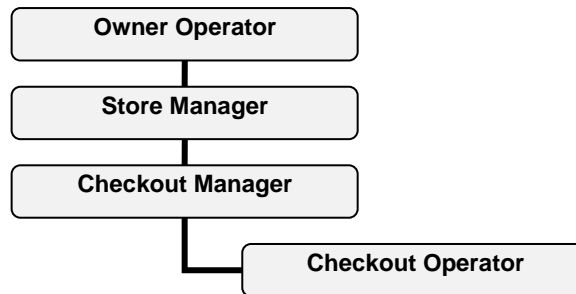 Owner Operator
Store Manager
Checkout Manager
Checkout Operator